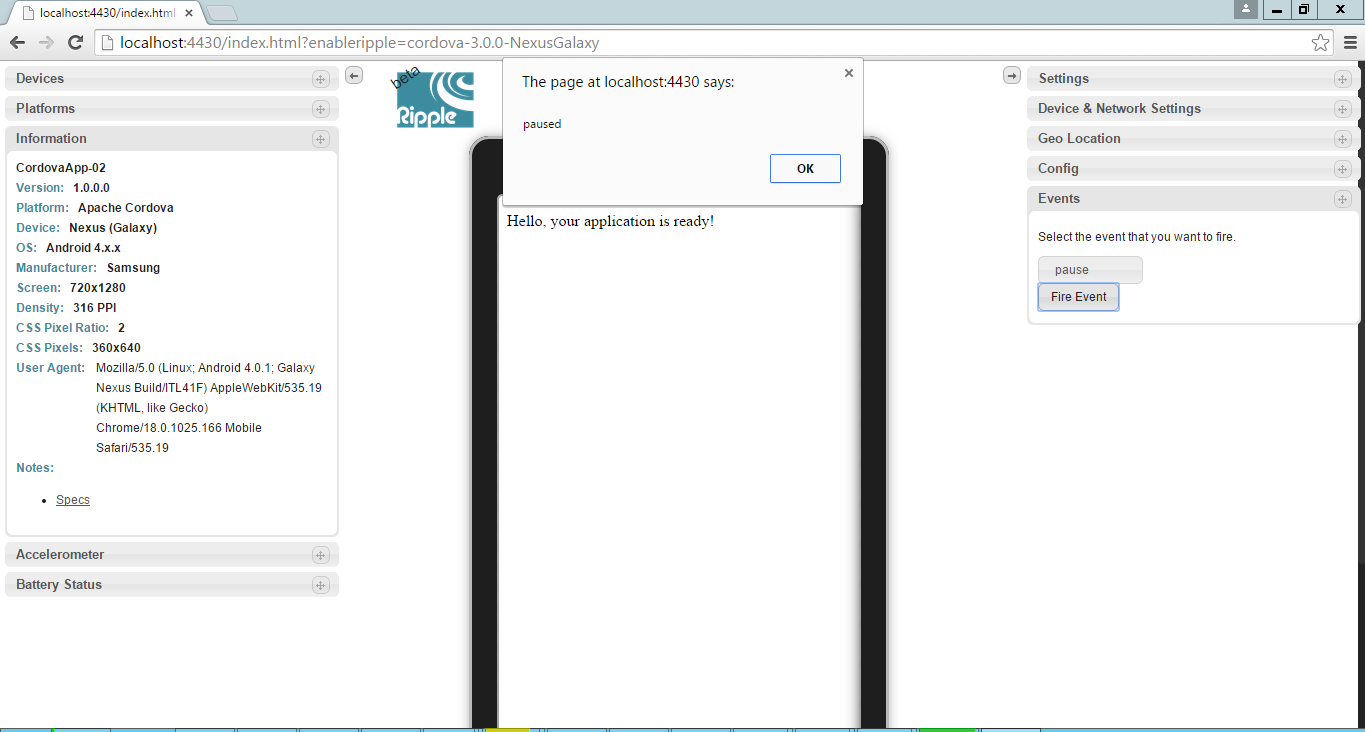 localhost:4430/index.html
localhost:4430/index.html?enableripple=cordova-3.0.0-NexusGalaxy
Devices
Platforms
Information
CordovaApp-02
Version: 1.0.0.0
Platform: Apache Cordova
Device: Nexus (Galaxy)
OS: Android 4.x.x
Manufacturer: Samsung
Screen: 720x1280
Density: 316 PPI
CSS Pixel Ratio: 2
CSS Pixels: 360x640
User Agent: Mozilla/5.0 (Linux; Android 4.0.1; Galaxy
Nexus Build/ITL41F) AppleWebKit/535.19
(KHTML, like Gecko)
Chrome/18.0.1025.166 Mobile
Safari/535.19
Notes:
Specs
Accelerometer
Battery Status
beta
Ripple
The page at localhost:4430 says:
paused
OK
Hello, your application is ready!
Settings
Device & Network Settings
Geo Location
Config
Events
Select the event that you want to fire.
pause
Fire Event